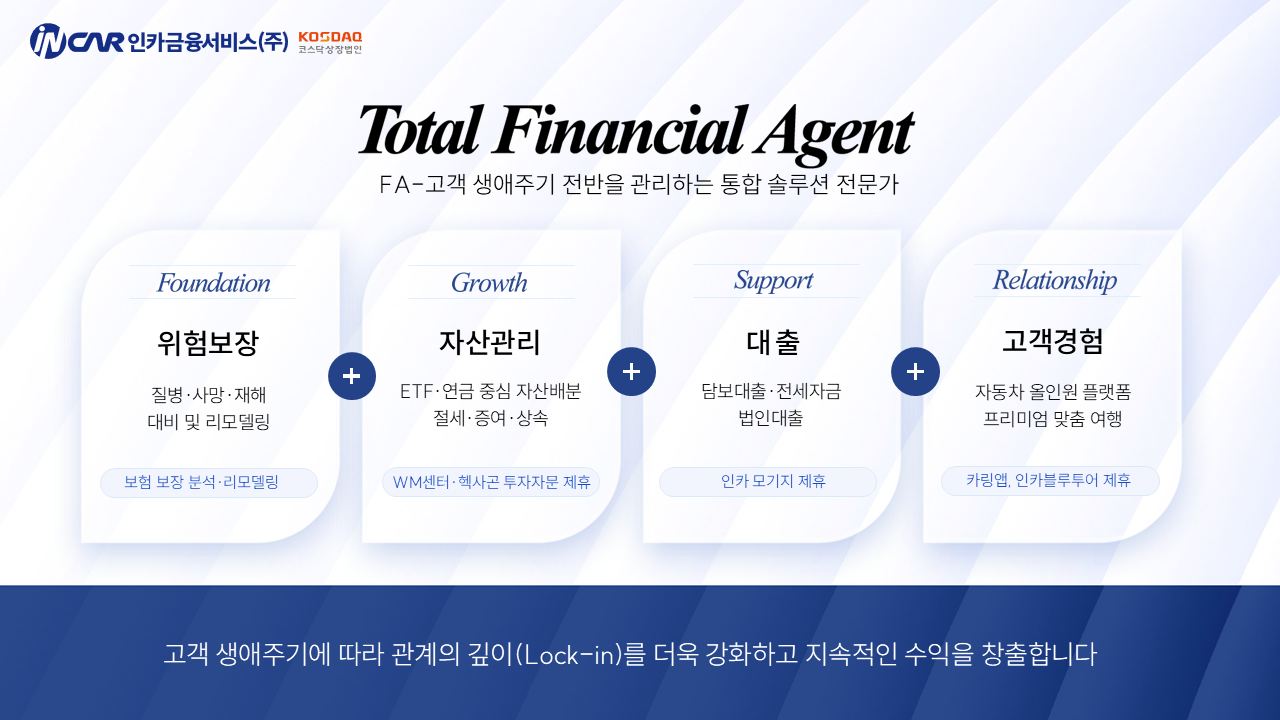 iN CAR 인카금융서비스(주)
KOSDAQ
코스닥상장법인
Total Financial Agent
FA-고객 생애주기 전반을 관리하는 통합 솔루션 전문가
Foundation
위험보장
질병·사망·재해
대비 및 리모델링
보험 보장 분석·리모델링
+
Growth
자산관리
ETF·연금 중심 자산배분
절세·증여·상속
WM센터·헥사곤 투자자문 제휴
+
Support
대출
담보대출·전세자금
법인대출
인카 모기지 제휴
+
Relationship
고객경험
자동차 올인원 플랫폼
프리미엄 맞춤 여행
카링앱, 인카블루투어 제휴
고객 생애주기에 따라 관계의 깊이(Lock-in)를 더욱 강화하고 지속적인 수익을 창출합니다